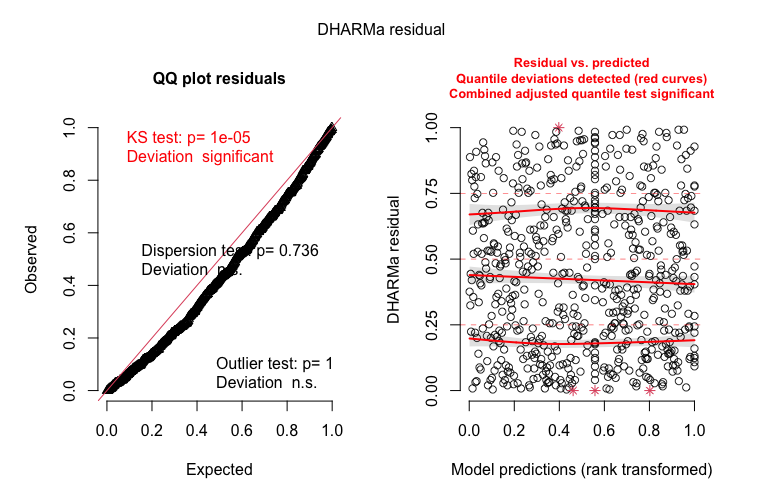 DHARMa residual
QQ plot residuals
KS test: p= 1e-05
Deviation significant
Dispersion test: p= 0.736
Deviation n.s.
Outlier test: p= 1
Deviation n.s.
Observed
0.0
0.2
0.4
0.6
0.8
1.0
0.0 0.2 0.4 0.6 0.8 1.0
Expected
Residual vs. predicted
Quantile deviations detected (red curves)
Combined adjusted quantile test significant
DHARMa residual
0.00
0.25
0.50
0.75
1.00
0.0 0.2 0.4 0.6 0.8 1.0
Model predictions (rank transformed)